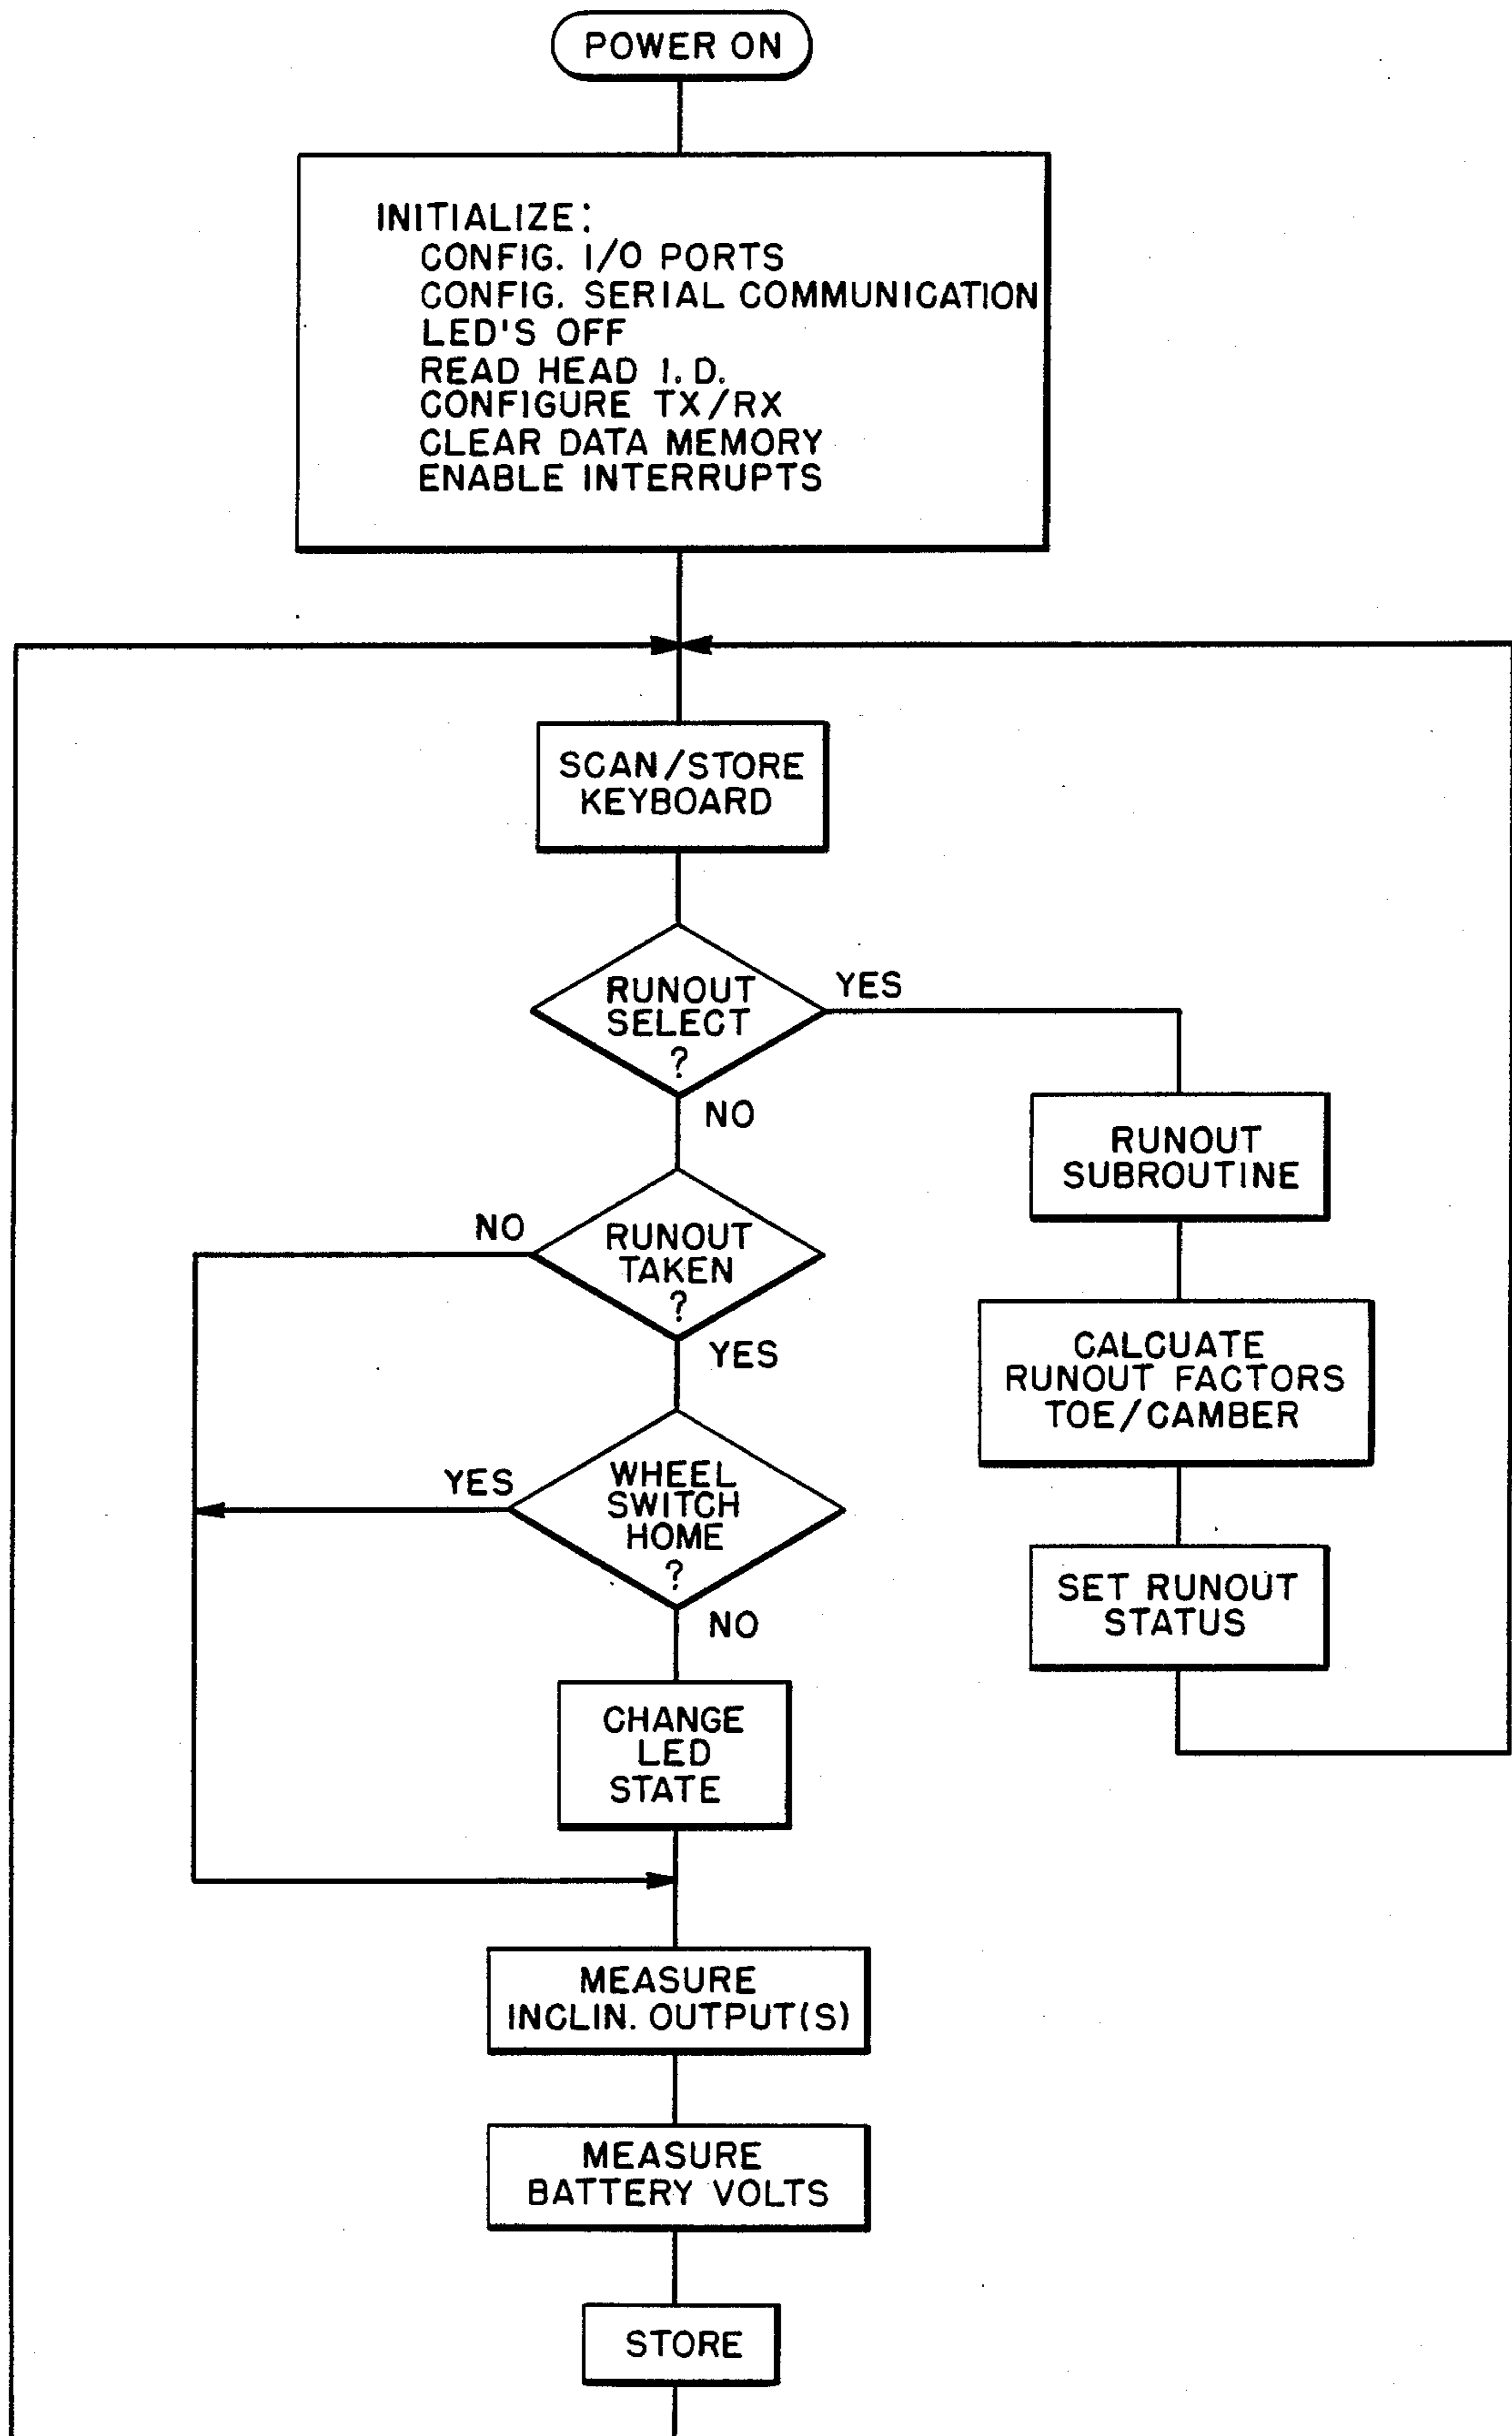 POWER ON
INITIALIZE:
CONFIG. I/O PORTS
CONFIG. SERIAL COMMUNICATION
LED'S OFF
READ HEAD I.D.
CONFIGURE TX/RX
CLEAR DATA MEMORY
ENABLE INTERRUPTS
SCAN/STORE
KEYBOARD
RUNOUT
SELECT
?
YES
NO
RUNOUT
SUBROUTINE
NO
RUNOUT
TAKEN
?
YES
CALCUATE
RUNOUT FACTORS
TOE/CAMBER
YES
WHEEL
SWITCH
HOME
?
NO
SET RUNOUT
STATUS
CHANGE
LED
STATE
MEASURE
INCLIN. OUTPUT(S)
MEASURE
BATTERY VOLTS
STORE